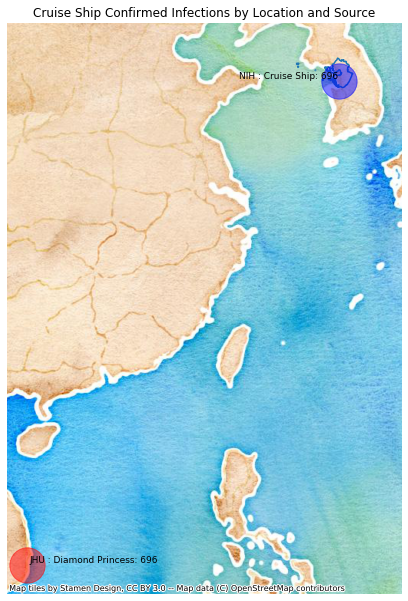 Cruise Ship Confirmed Infections by Location and Source
NIH : Cruise Ship: 696
JHU : Diamond Princess: 696
Map tiles by Stamen Design, CC BY 3.0 -- Map data (C) OpenStreetMap contributors